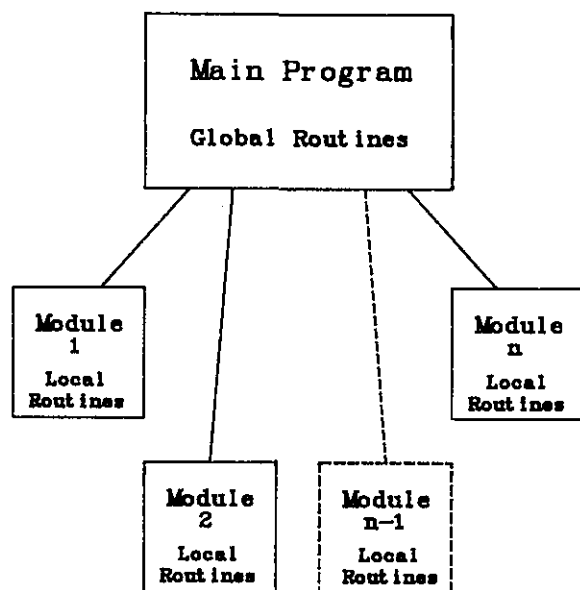 Main Program
Global Routines
Module
1
Local
Routines
Module
n
Local
Routines
Module
2
Local
Routines
Module
n-1
Local
Routines